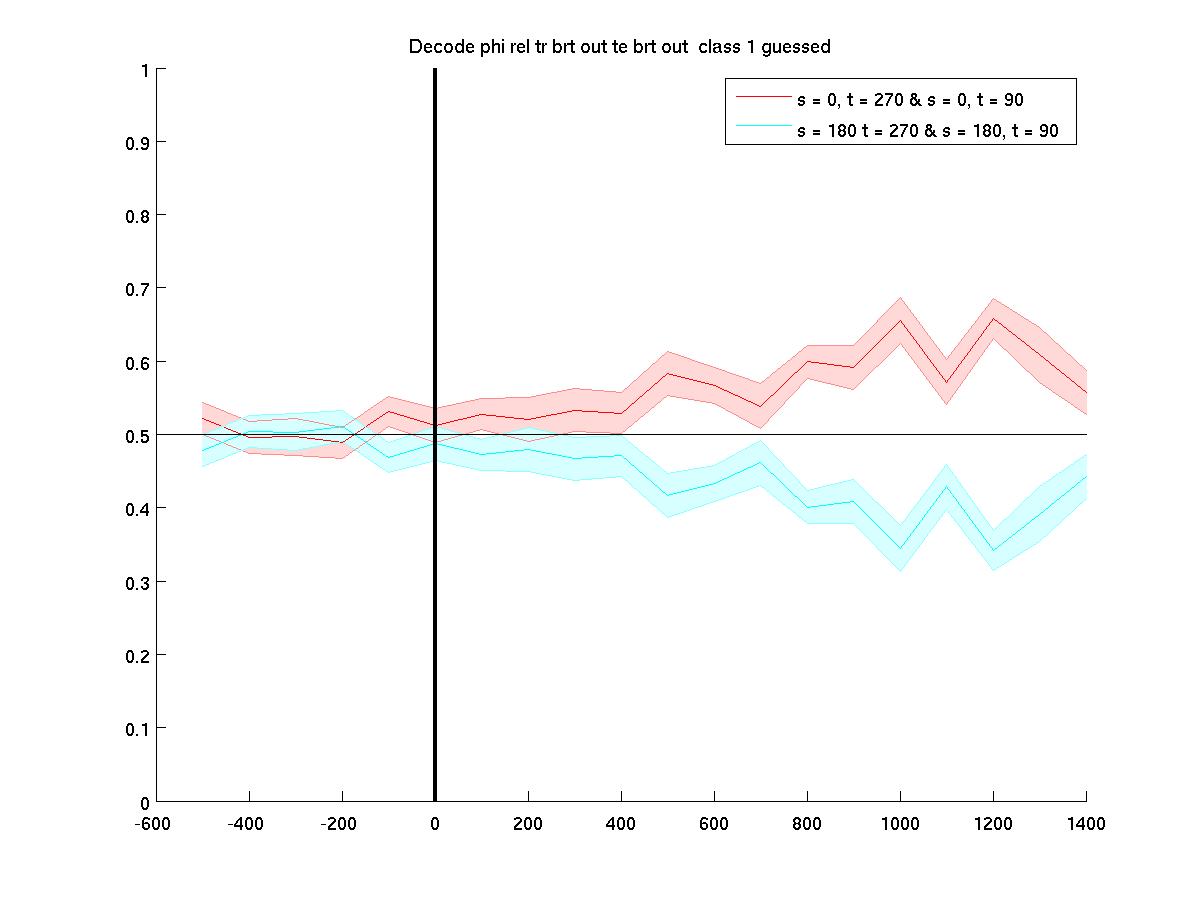 Decode phi rel tr brt out te brt out  class 1 guessed
s = 0, t = 270 & s = 0, t = 90
s = 180 t = 270 & s = 180, t = 90
1
0.9
0.8
0.7
0.6
0.5
0.4
0.3
0.2
0.1
0
-600 -400 -200 0 200 400 600 800 1000 1200 1400